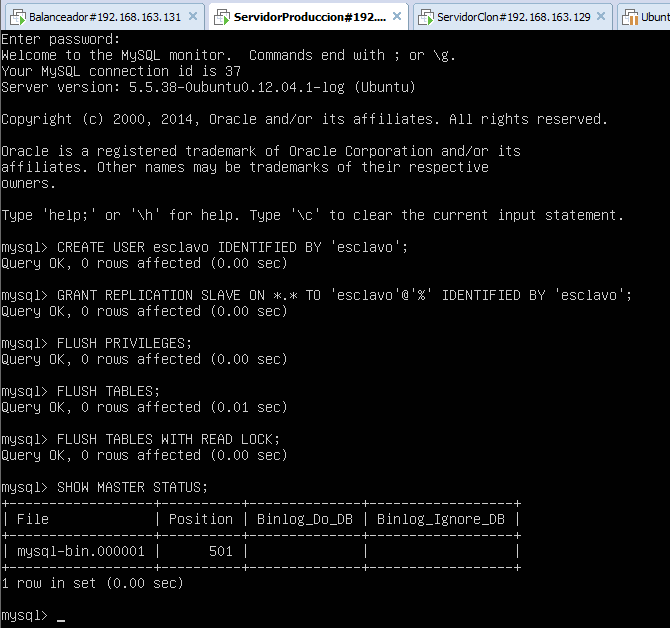 Balanceador#192.168.163.131 × ServidorProduccion#192.... × ServidorClon#192.168.163.129 × Ubunt
Enter password:
Welcome to the MySQL monitor.  Commands end with ; or \g.
Your MySQL connection id is 37
Server version: 5.5.38-0ubuntu0.12.04.1-log (Ubuntu)
Copyright (c) 2000, 2014, Oracle and/or its affiliates. All rights reserved.
Oracle is a registered trademark of Oracle Corporation and/or its
affiliates. Other names may be trademarks of their respective
owners.
Type 'help;' or '\h' for help. Type '\c' to clear the current input statement.
mysql> CREATE USER esclavo IDENTIFIED BY 'esclavo';
Query OK, 0 rows affected (0.00 sec)
mysql> GRANT REPLICATION SLAVE ON *.* TO 'esclavo'@'%' IDENTIFIED BY 'esclavo';
Query OK, 0 rows affected (0.00 sec)
mysql> FLUSH PRIVILEGES;
Query OK, 0 rows affected (0.00 sec)
mysql> FLUSH TABLES;
Query OK, 0 rows affected (0.01 sec)
mysql> FLUSH TABLES WITH READ LOCK;
Query OK, 0 rows affected (0.00 sec)
mysql> SHOW MASTER STATUS;
+------------------+----------+--------------+------------------+
| File             | Position | Binlog_Do_DB | Binlog_Ignore_DB |
+------------------+----------+--------------+------------------+
| mysql-bin.000001 |      501 |              |                  |
+------------------+----------+--------------+------------------+
1 row in set (0.00 sec)
mysql> _